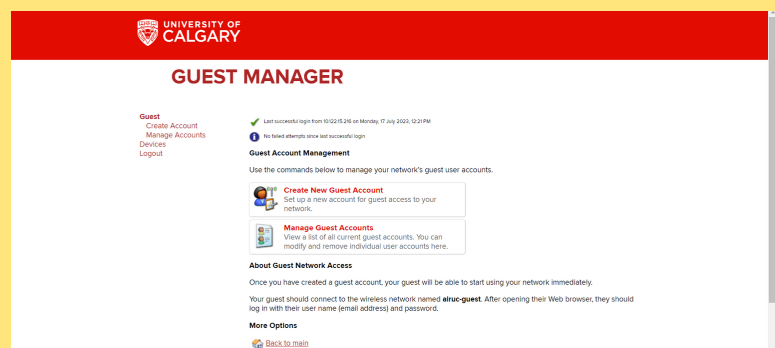 UNIVERSITY OF
CALGARY
GUEST MANAGER
Guest
Create Account
Manage Accounts
Devices
Logout
Last successful login from 10.122.15.216 on Monday, 17 July 2023, 12:21 PM
No failed attempts since last successful login
Guest Account Management
Use the commands below to manage your network's guest user accounts.
Create New Guest Account
Set up a new account for guest access to your
network.
Manage Guest Accounts
View a list of all current guest accounts. You can
modify and remove individual user accounts here.
About Guest Network Access
Once you have created a guest account, your guest will be able to start using your network immediately.
Your guest should connect to the wireless network named airuc-guest. After opening their Web browser, they should
log in with their user name (email address) and password.
More Options
Back to main